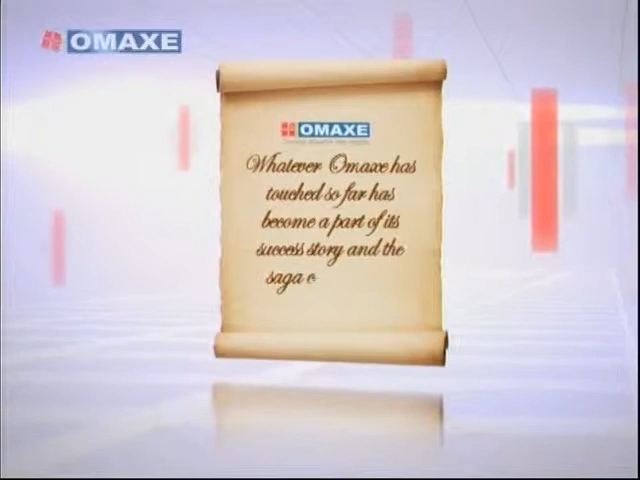 OMAXE
OMAXE
Whatever Omaxe has
touched so far has
become a part of its
success story and the
saga o